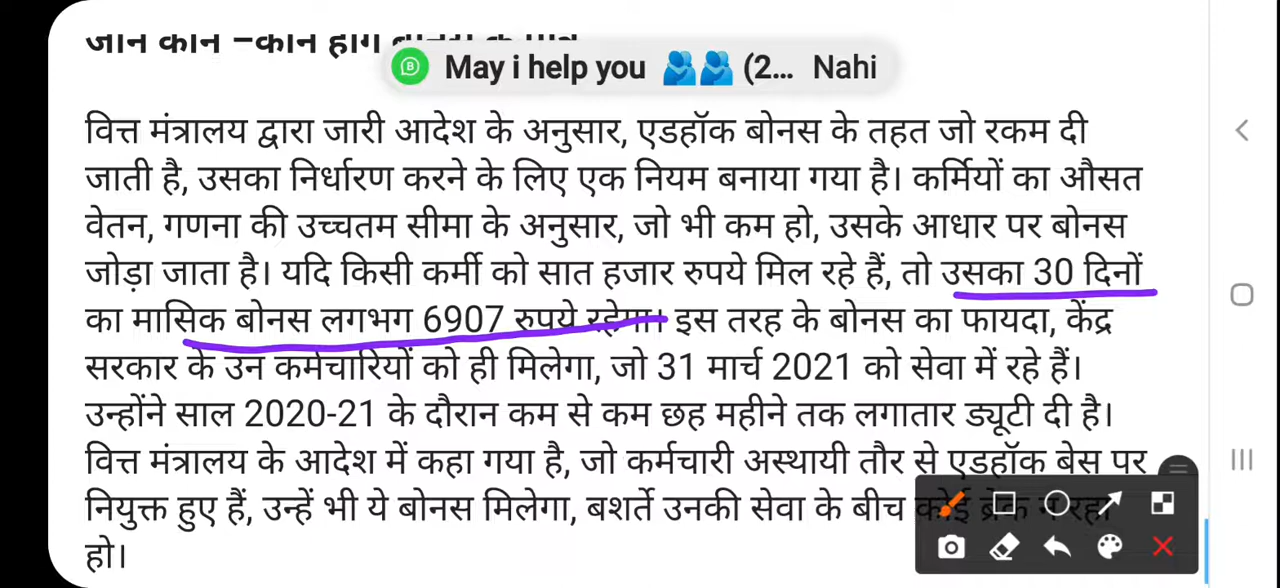 जानें कौन –कौन होंगे बोनस के पात्र
May i help you 🫂🫂 (2... Nahi
वित्त मंत्रालय द्वारा जारी आदेश के अनुसार, एडहॉक बोनस के तहत जो रकम दी
जाती है, उसका निर्धारण करने के लिए एक नियम बनाया गया है। कर्मियों का औसत
वेतन, गणना की उच्चतम सीमा के अनुसार, जो भी कम हो, उसके आधार पर बोनस
जोड़ा जाता है। यदि किसी कर्मी को सात हजार रुपये मिल रहे हैं, तो उसका 30 दिनों
का मासिक बोनस लगभग 6907 रुपये रहेगा। इस तरह के बोनस का फायदा, केंद्र
सरकार के उन कर्मचारियों को ही मिलेगा, जो 31 मार्च 2021 को सेवा में रहे हैं।
उन्होंने साल 2020-21 के दौरान कम से कम छह महीने तक लगातार ड्यूटी दी है।
वित्त मंत्रालय के आदेश में कहा गया है, जो कर्मचारी अस्थायी तौर से एडहॉक बेस पर
नियुक्त हुए हैं, उन्हें भी ये बोनस मिलेगा, बशर्ते उनकी सेवा के बीच कोई ब्रेक न रहा
हो।